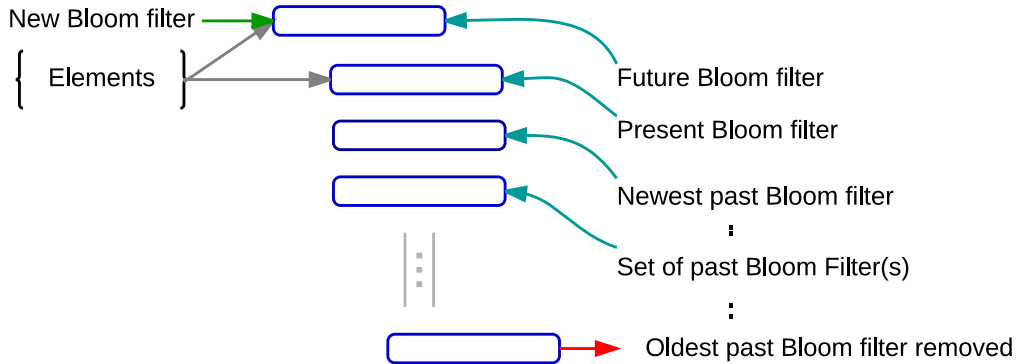 New Bloom filter
{ Elements }
Future Bloom filter
Present Bloom filter
Newest past Bloom filter
:
Set of past Bloom Filter(s)
:
Oldest past Bloom filter removed